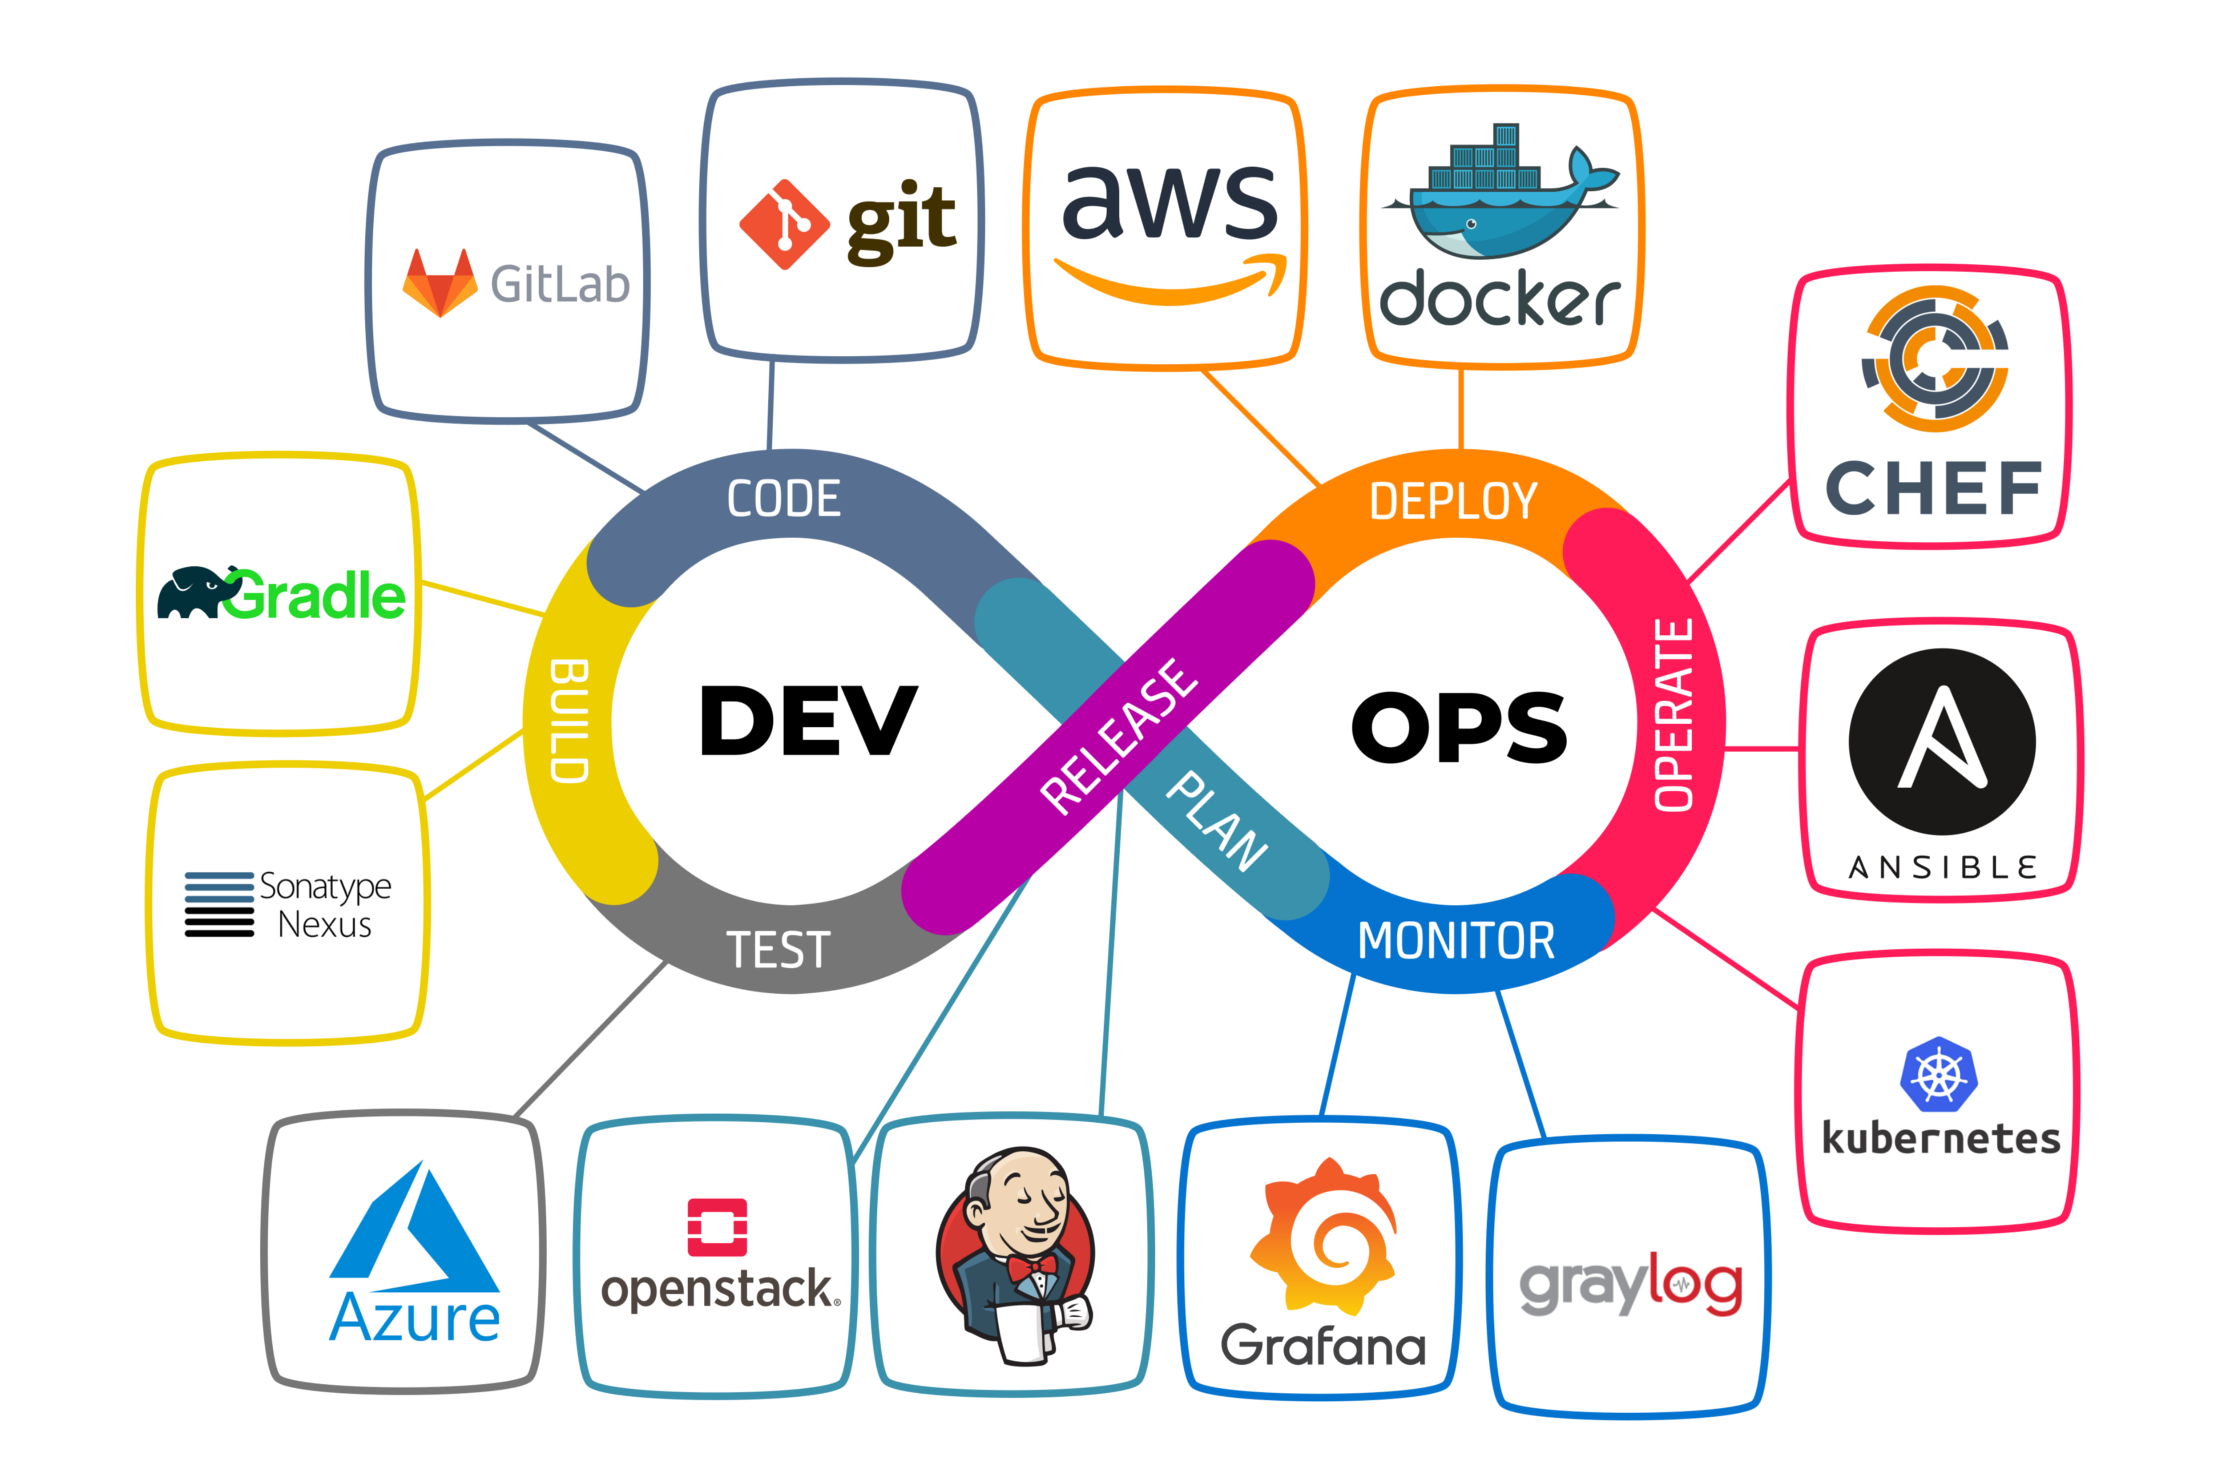 git
aws
docker
GitLab
CHEF
CODE
DEPLOY
Gradle
BUILD
DEV
RELEASE
OPS
OPERATE
PLAN
ANSIBLE
Sonatype
Nexus
TEST
MONITOR
kubernetes
Azure
openstack®
Grafana
graylog